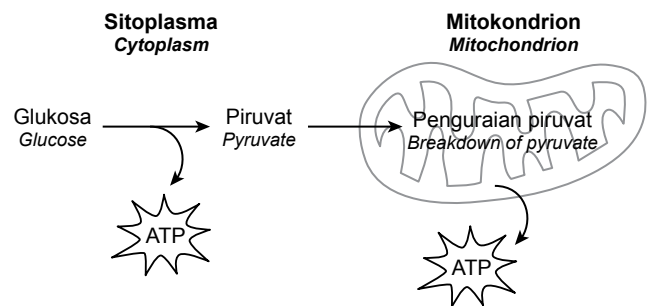 Sitoplasma
Cytoplasm
Mitokondrion
Mitochondrion
Glukosa
Glucose
Piruvat
Pyruvate
Penguraian piruvat
Breakdown of pyruvate
ATP
ATP